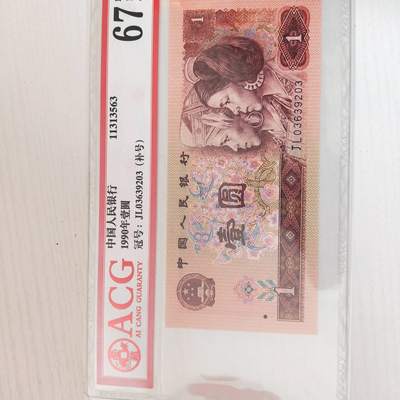 ACG
AI CANG GUARANTY
中国人民银行
1990年壹圆
冠号：JL03639203（补号）
11313563
67
中国人民银行
壹圆
1
1
JL03639203